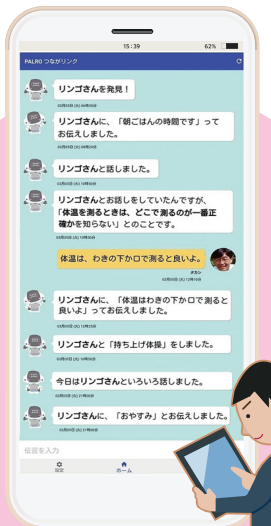 15:39
62%
PALRO つながリンク
リンゴさんを発見！
リンゴさんに、「朝ごはんの時間です」って
お伝えしました。
リンゴさんと話しました。
リンゴさんとお話しをしていたんですが、
「体温を測るときは、どこで測るのが一番正
確かを知らない」とのことです。
体温は、わきの下か口で測ると良いよ。
タカシ
リンゴさんに、「体温はわきの下か口で測ると
良いよ」ってお伝えしました。
リンゴさんと「持ち上げ体操」をしました。
今日はリンゴさんといろいろ話しました。
リンゴさんに、「おやすみ」とお伝えしました。
伝言を入力
設定
ホーム